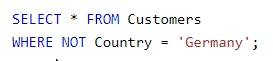 SELECT * FROM Customers
WHERE NOT Country = 'Germany';